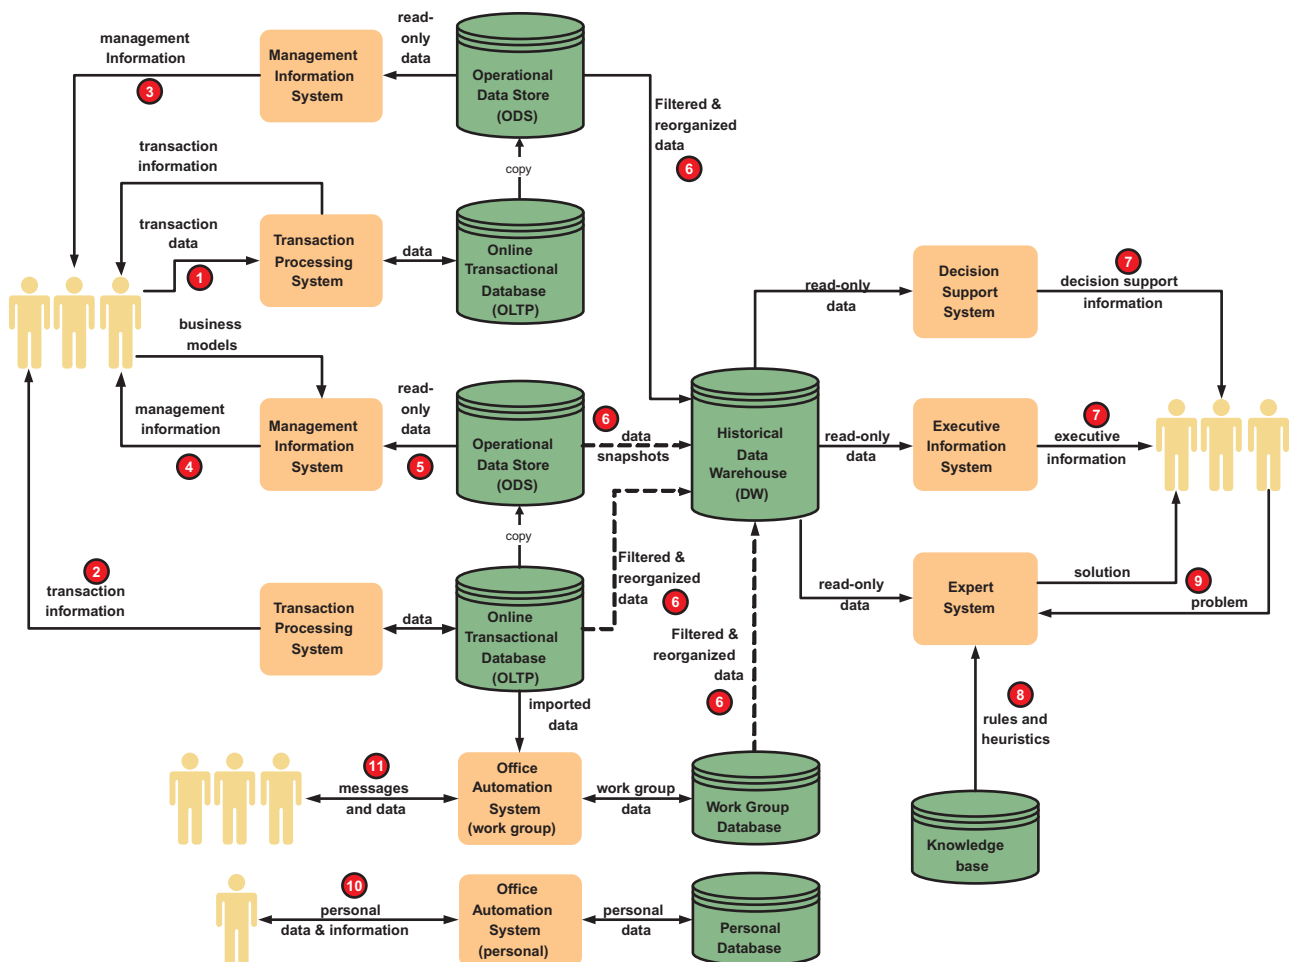 management
Information
3
Management
Information
System
read-
only
data
Operational
Data Store
(ODS)
Filtered &
reorganized
data
6
transaction
information
copy
transaction
data
1
Transaction
Processing
System
data
Online
Transactional
Database
(OLTP)
business
models
management
information
4
Management
Information
System
read-
only
data
5
Operational
Data Store
(ODS)
6
data
snapshots
Historical
Data
Warehouse
(DW)
read-only
data
Decision
Support
System
7
decision support
information
read-only
data
Executive
Information
System
7
executive
information
copy
2
transaction
information
Transaction
Processing
System
data
Online
Transactional
Database
(OLTP)
Filtered &
reorganized
data
6
Filtered &
reorganized
data
6
read-only
data
Expert
System
solution
9
problem
8
rules and
heuristics
Knowledge
base
imported
data
11
messages
and data
Office
Automation
System
(work group)
work group
data
Work Group
Database
10
personal
data & information
Office
Automation
System
(personal)
personal
data
Personal
Database